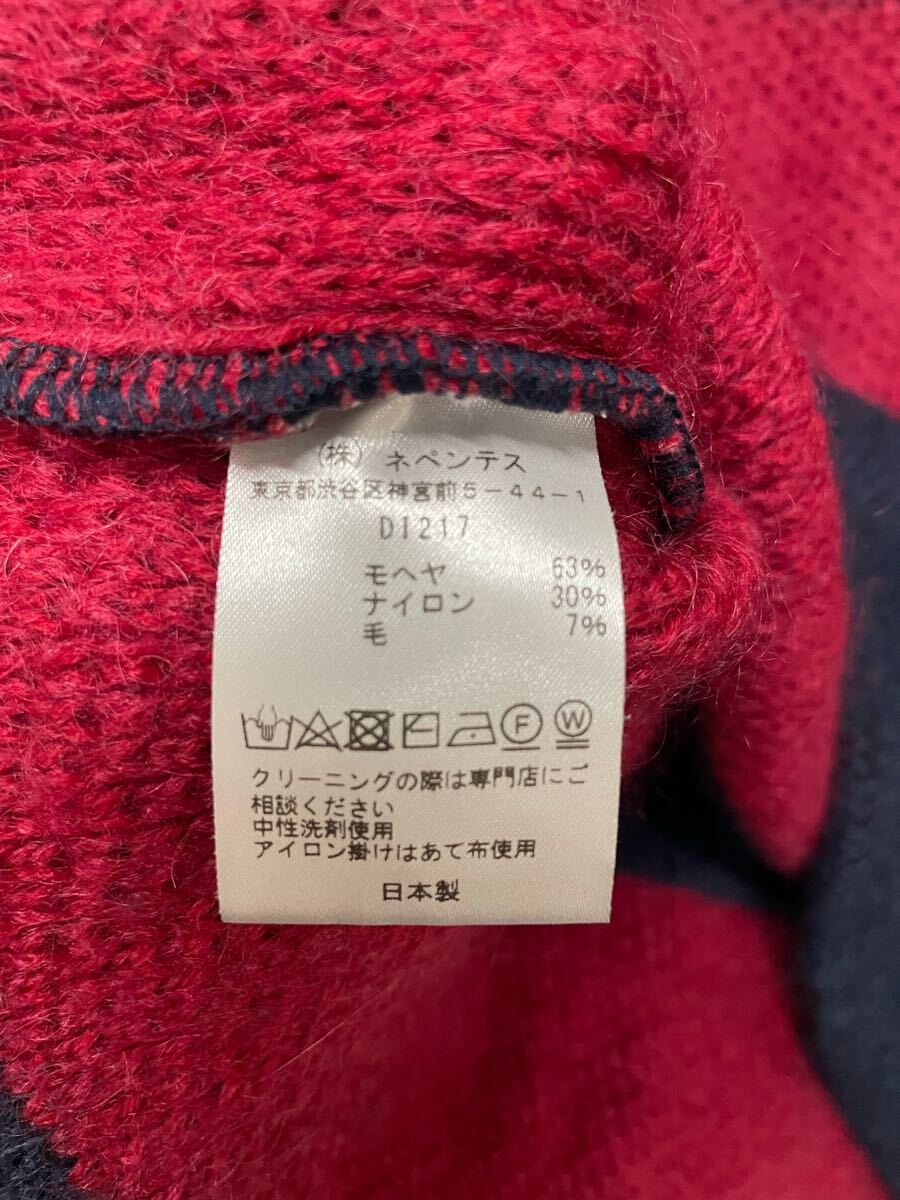 (株) ネペンテス
東京都渋谷区神宮前5-44-1
D1217
モヘヤ 63%
ナイロン 30%
毛 7%
F W
クリーニングの際は専門店にご
相談ください
中性洗剤使用
アイロン掛けはあて布使用
日本製